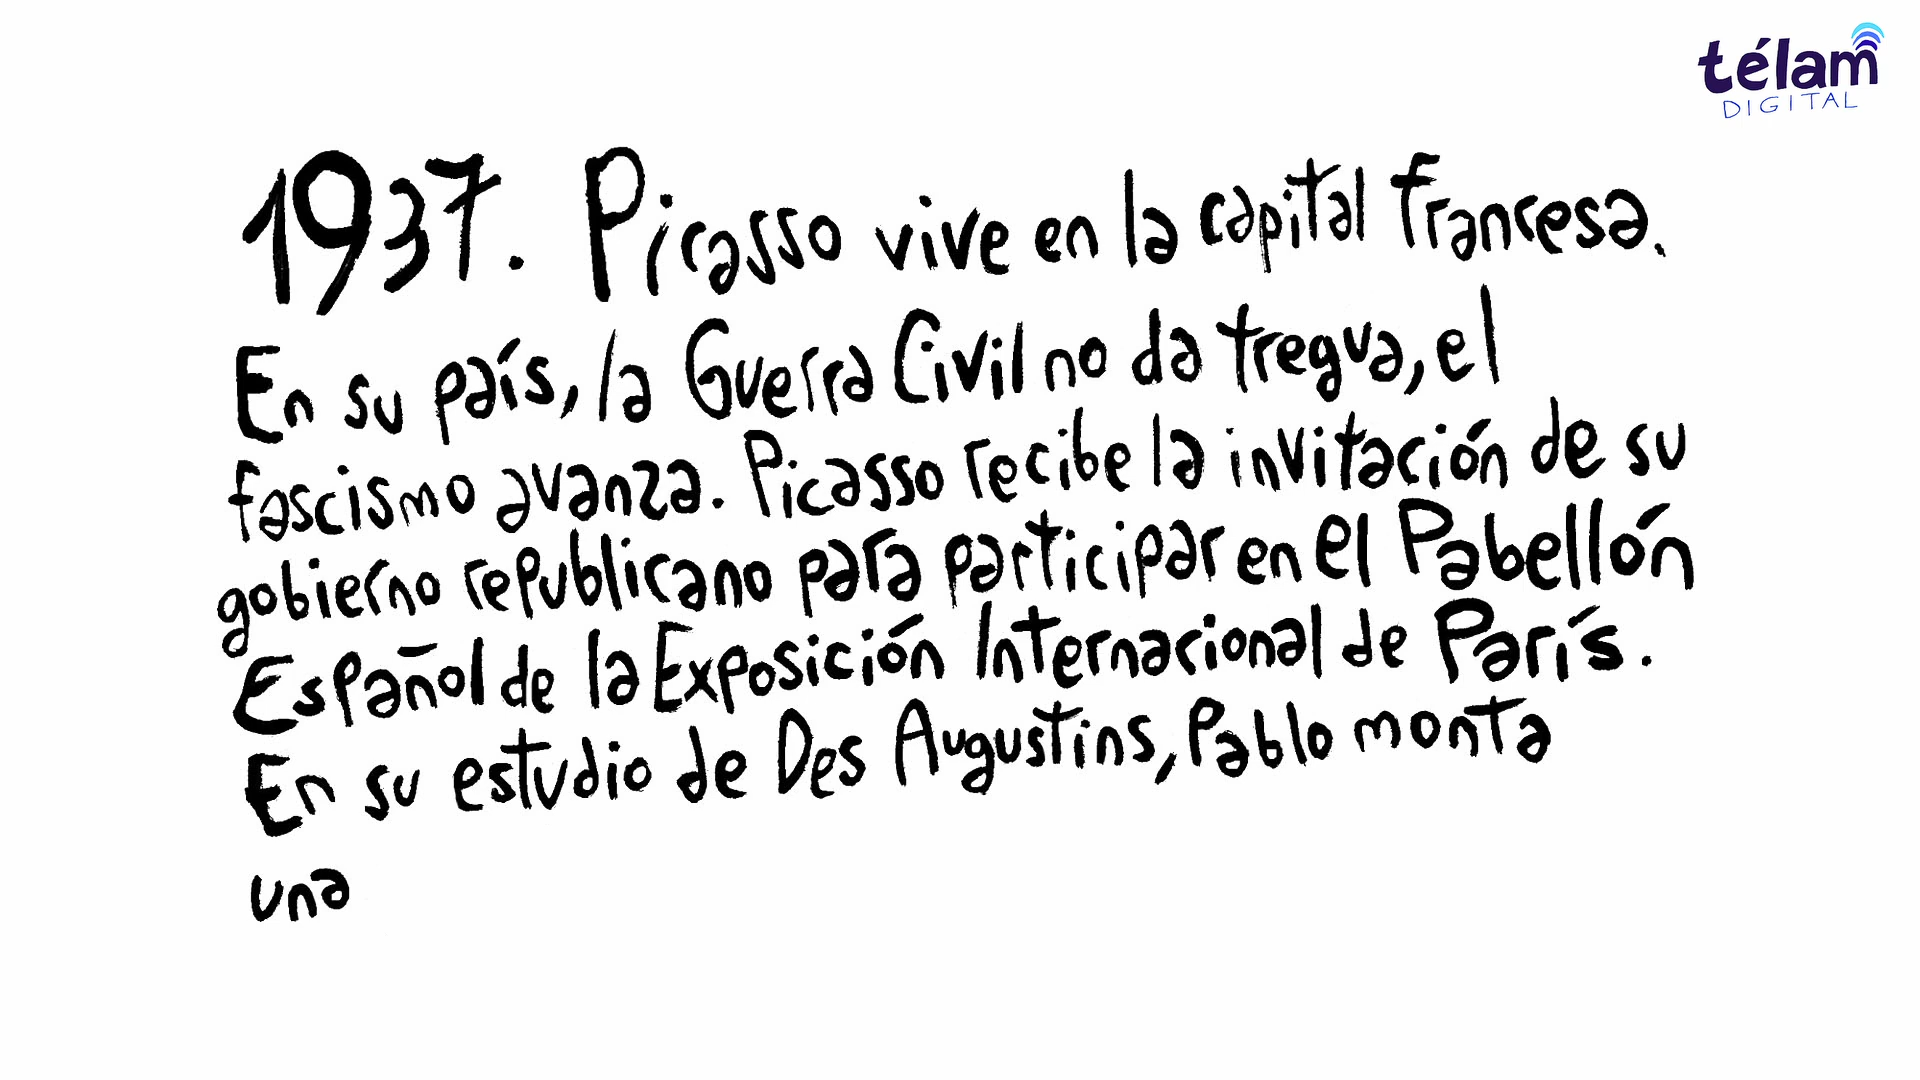 télam
DIGITAL
1937. Picasso vive en la capital francesa.
En su país, la Guerra Civil no da tregua, el
fascismo avanza. Picasso recibe la invitación de su
gobierno republicano para participar en el Pabellón
Español de la Exposición Internacional de París.
En su estudio de Des Augustins, Pablo monta
una